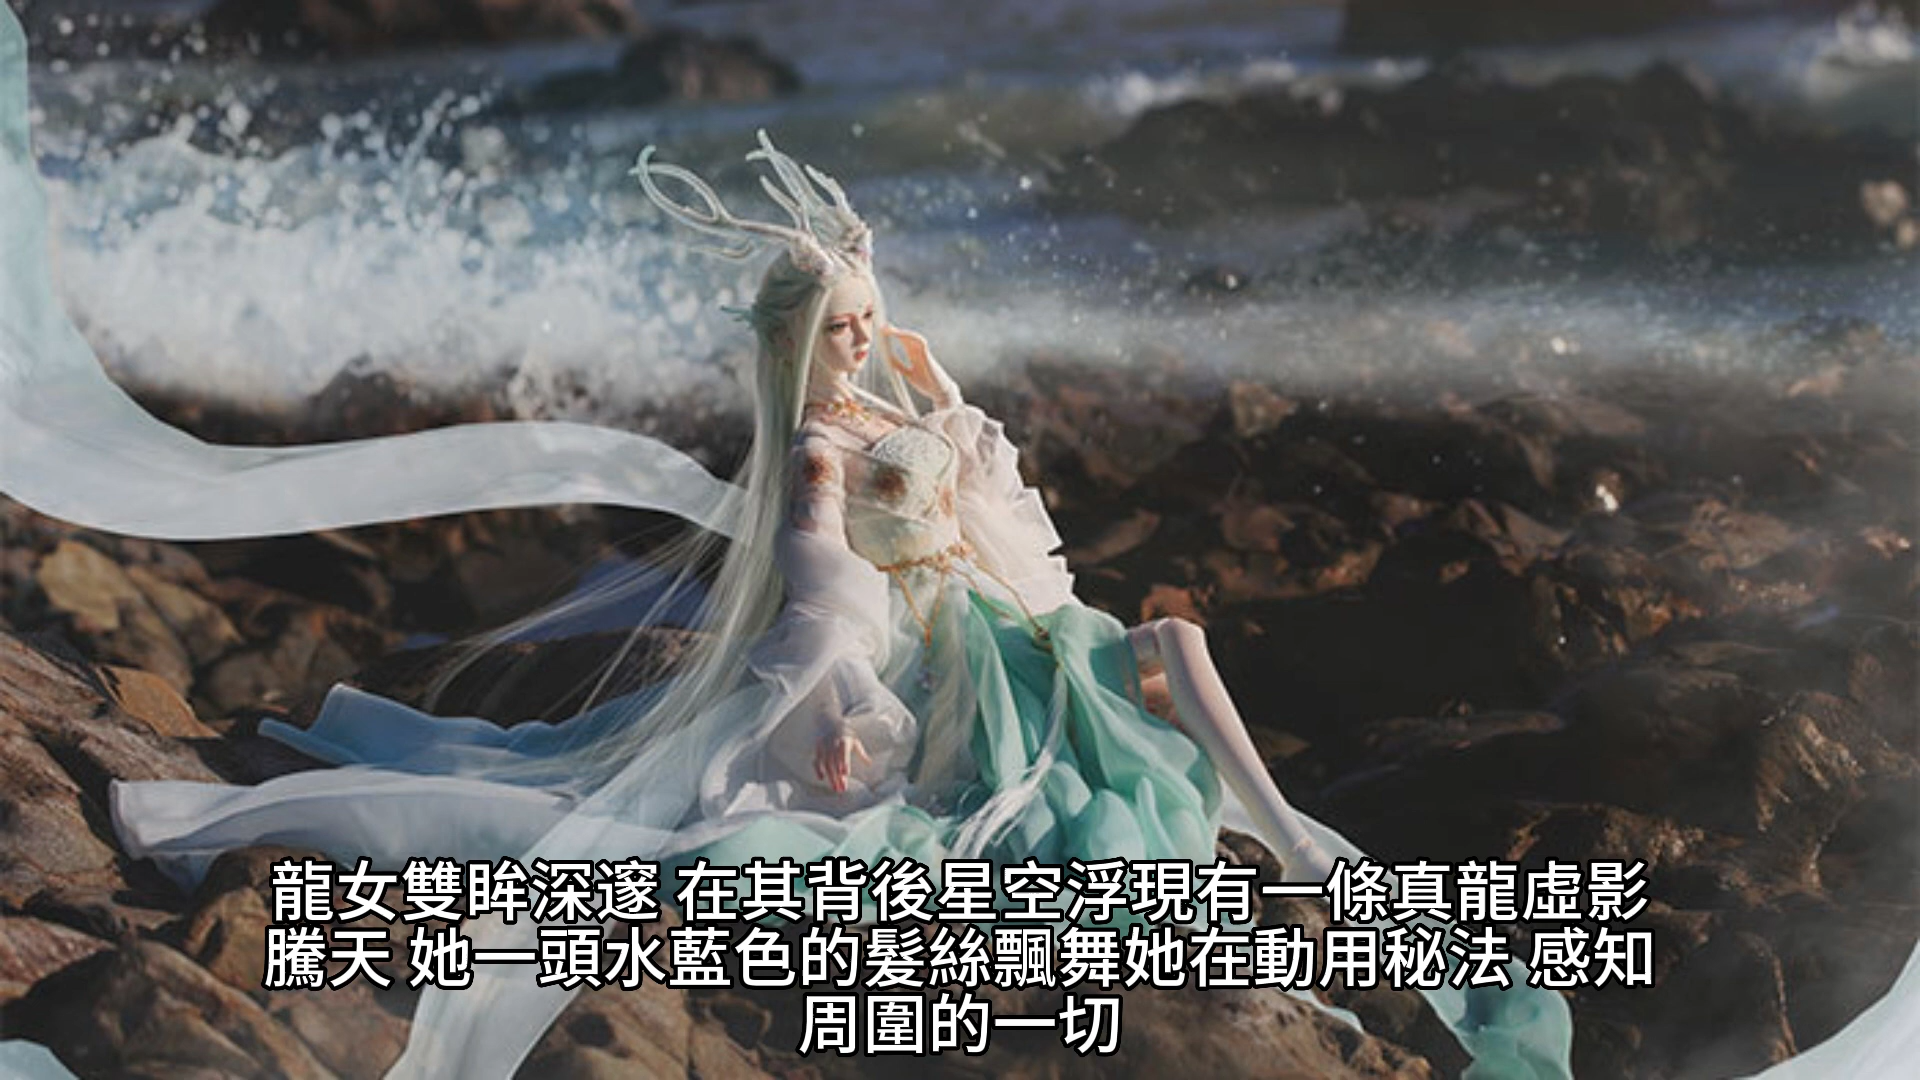 龍女雙眸深邃 在其背後星空浮現有一條真龍虛影
騰天 她一頭水藍色的髮絲飄舞她在動用秘法 感知
周圍的一切